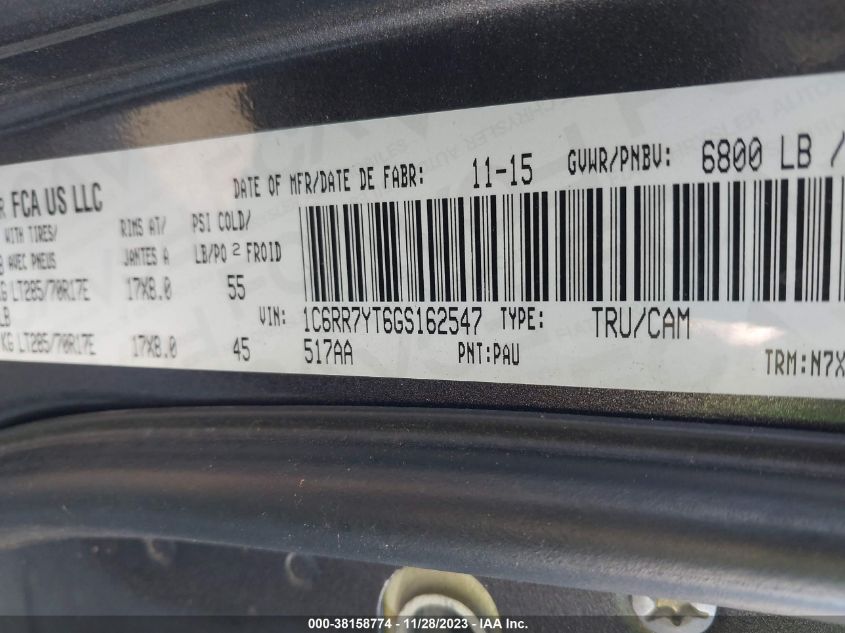 R FCA US LLC DATE OF MFR/DATE DE FABR: 11-15 GVWR/PNBV: 6800 LB /
WITH TIRES/ RIMS AT/ PSI COLD/
AVEC PNEUS JANTES A LB/PO 2 FROID
G LT285/70R17E 17X8.0 55
LB VIN: 1C6RR7YT6GS162547 TYPE: TRU/CAM
KG LT285/70R17E 17X8.0 45 517AA PNT:PAU TRM:N7X
000-38158774 | 11/28/2023 - IAA Inc.